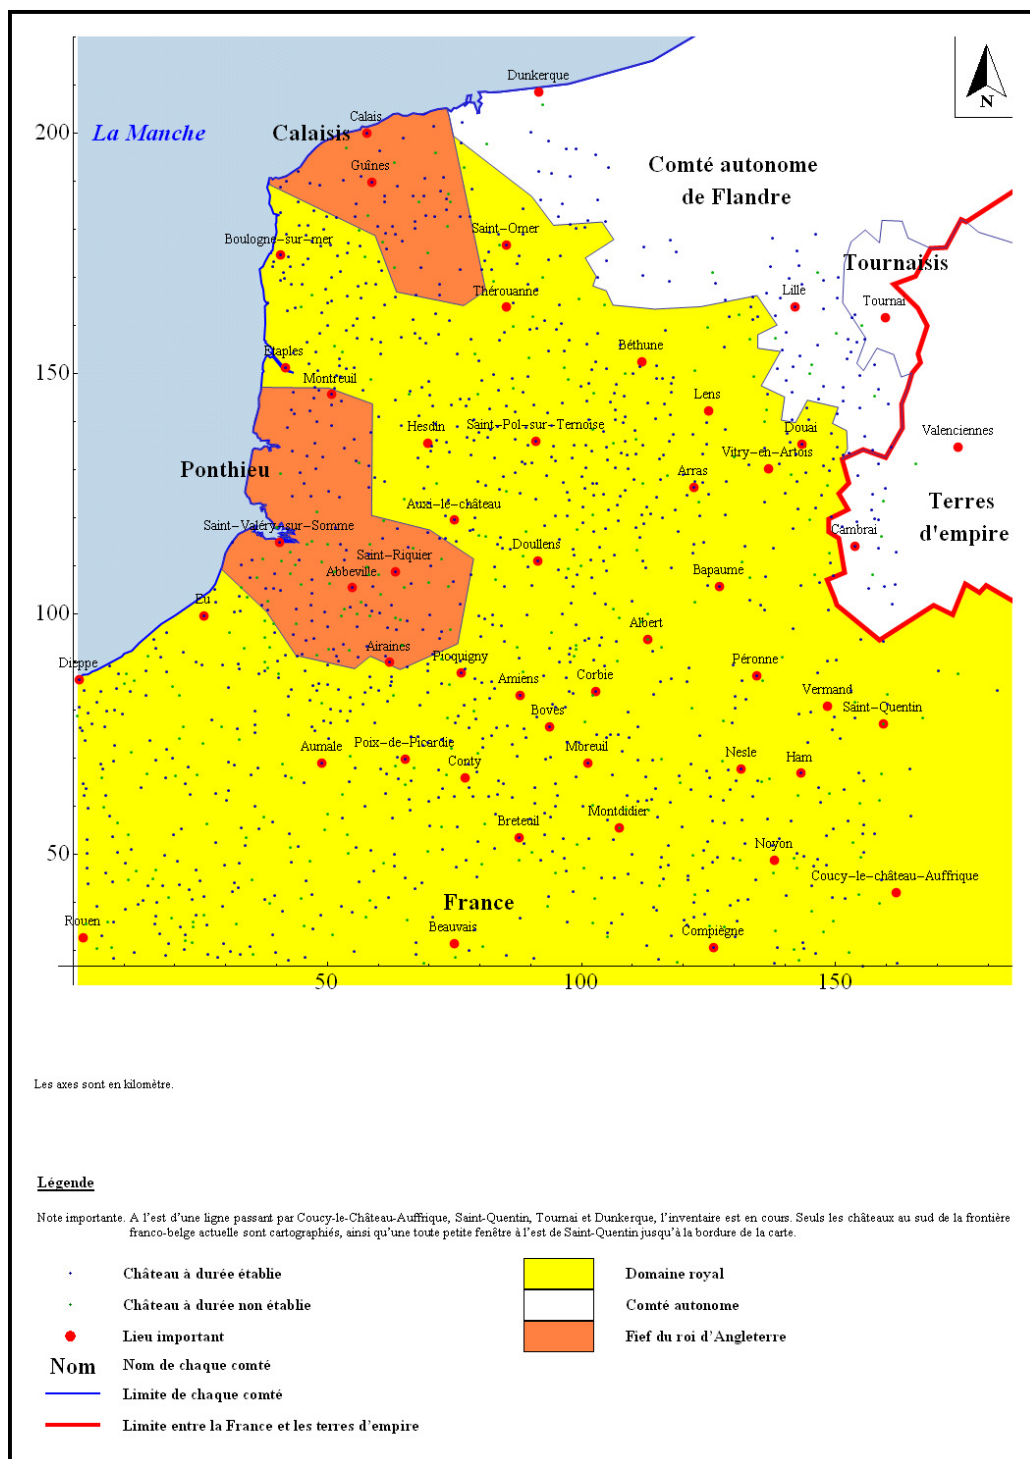 Dunkerque
N
200
La Manche
Calaisis
Calais
Guînes
Comté autonome
de Flandre
Boulogne-sur-mer
Saint-Omer
Tournaisis
Thérouanne
Lille
Tournai
150
Etaples
Béthune
Montreuil
Lens
Hesdin
Saint-Pol-sur-Ternoise
Douai
Valenciennes
Vitry-en-Artois
Ponthieu
Arras
Auxi-le-château
Terres
d'empire
Saint-Valéry-sur-Somme
Cambrai
Saint-Riquier
Doullens
Abbeville
Bapaume
100
Eu
Albert
Airaines
Picquigny
Dieppe
Péronne
Amiens
Corbie
Vermand
Boves
Saint-Quentin
Aumale
Poix-de-Picardie
Conty
Moreuil
Nesle
Ham
Breteuil
Montdidier
50
Noyon
Coucy-le-château-Auffrique
France
Rouen
Beauvais
Compiègne
50
100
150
Les axes sont en kilomètre.
Légende
Note importante. A l'est d'une ligne passant par Coucy-le-Château-Auffrique, Saint-Quentin, Tournai et Dunkerque, l'inventaire est en cours. Seuls les châteaux au sud de la frontière
franco-belge actuelle sont cartographiés, ainsi qu'une toute petite fenêtre à l'est de Saint-Quentin jusqu'à la bordure de la carte.
Château à durée établie
Domaine royal
Château à durée non établie
Comté autonome
Lieu important
Fief du roi d'Angleterre
Nom
Nom de chaque comté
Limite de chaque comté
Limite entre la France et les terres d'empire